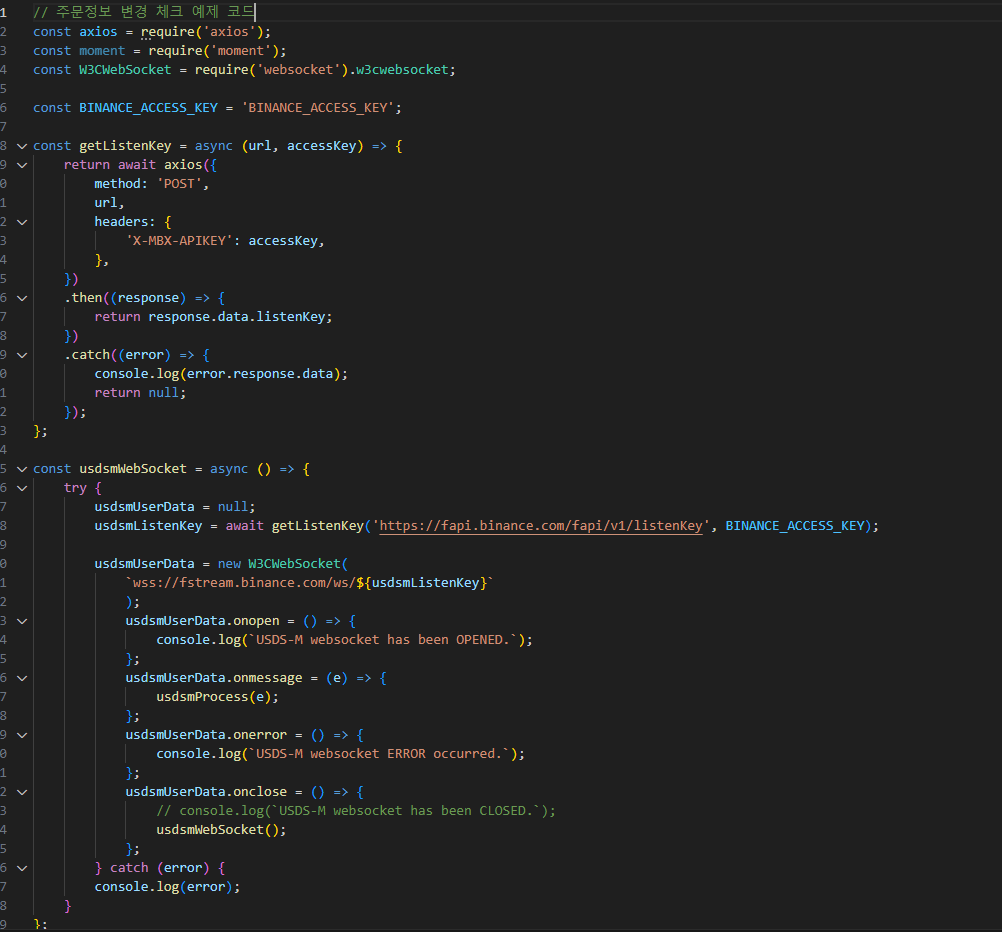 1 // 주문정보 변경 체크 예제 코드
2 const axios = require('axios');
3 const moment = require('moment');
4 const W3CWebSocket = require('websocket').w3cwebsocket;
5
6 const BINANCE_ACCESS_KEY = 'BINANCE_ACCESS_KEY';
7
8 const getListenKey = async (url, accessKey) => {
9     return await axios({
0         method: 'POST',
1         url,
2         headers: {
3             'X-MBX-APIKEY': accessKey,
4         },
5     })
6     .then((response) => {
7         return response.data.listenKey;
8     })
9     .catch((error) => {
0         console.log(error.response.data);
1         return null;
2     });
3 };
4
5 const usdsmWebSocket = async () => {
6     try {
7         usdsmUserData = null;
8         usdsmListenKey = await getListenKey('https://fapi.binance.com/fapi/v1/listenKey', BINANCE_ACCESS_KEY);
9
0         usdsmUserData = new W3CWebSocket(
1             `wss://fstream.binance.com/ws/${usdsmListenKey}`
2             );
3             usdsmUserData.onopen = () => {
4                 console.log(`USDS-M websocket has been OPENED.`);
5             };
6             usdsmUserData.onmessage = (e) => {
7                 usdsmProcess(e);
8             };
9             usdsmUserData.onerror = () => {
0                 console.log(`USDS-M websocket ERROR occurred.`);
1             };
2             usdsmUserData.onclose = () => {
3                 // console.log(`USDS-M websocket has been CLOSED.`);
4                 usdsmWebSocket();
5             };
6         } catch (error) {
7         console.log(error);
8     }
9 };